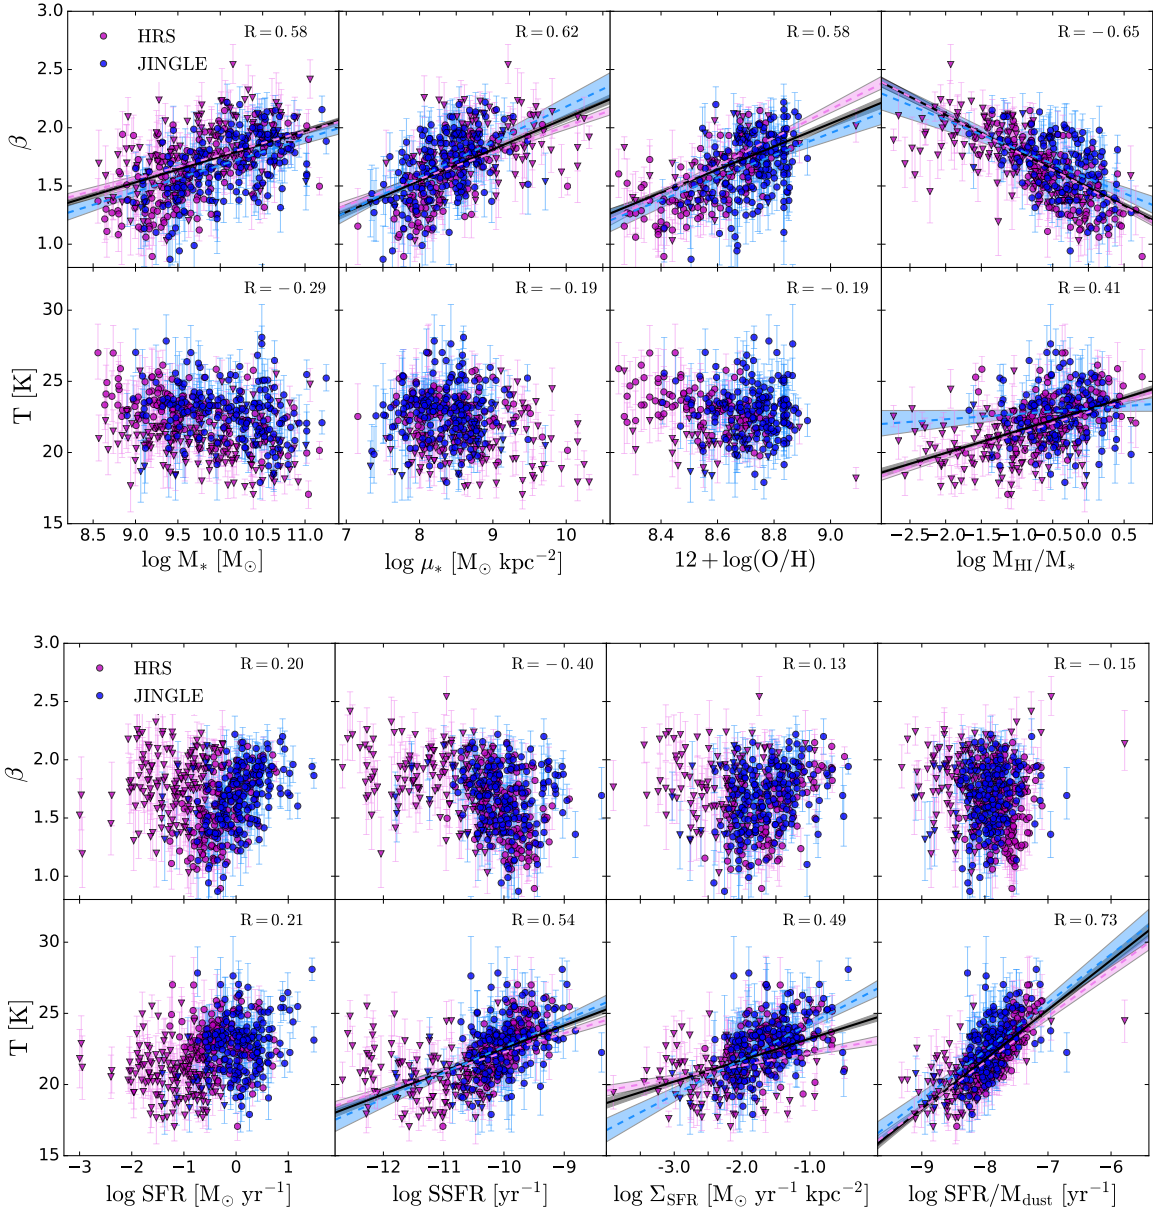 3.0
2.5
2.0
1.5
1.0
β
HRS
JINGLE
R = 0.58
R = 0.62
R = 0.58
R = −0.65
30
25
20
15
T [K]
R = −0.29
R = −0.19
R = −0.19
R = 0.41
8.5 9.0 9.5 10.0 10.5 11.0
7 8 9 10
8.4 8.6 8.8 9.0
−2.5 −2.0 −1.5 −1.0 −0.5 0.0 0.5
log M∗ [M⊙]
log μ∗ [M⊙ kpc−2]
12 + log(O/H)
log MHI/M∗
3.0
2.5
2.0
1.5
1.0
β
HRS
JINGLE
R = 0.20
R = −0.40
R = 0.13
R = −0.15
30
25
20
15
T [K]
R = 0.21
R = 0.54
R = 0.49
R = 0.73
−3 −2 −1 0 1
−12 −11 −10 −9
−3.0 −2.0 −1.0 0.0
−9 −8 −7 −6
log SFR [M⊙ yr−1]
log SSFR [yr−1]
log ΣSFR [M⊙ yr−1 kpc−2]
log SFR/Mdust [yr−1]